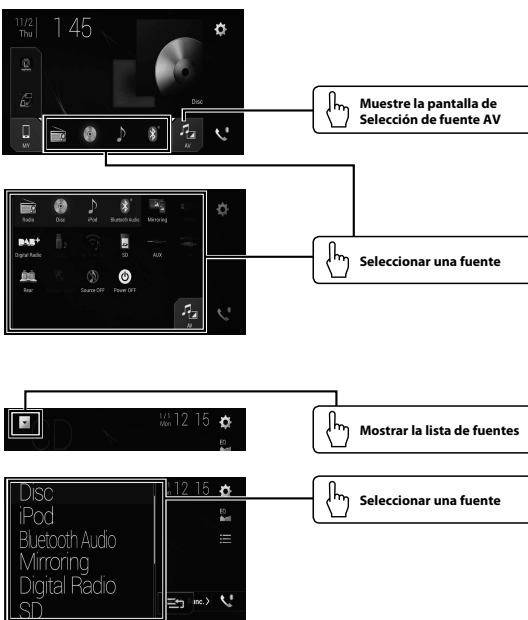 11/2
Thu
1 45
Disc
MY
AV
Muestre la pantalla de
Selección de fuente AV
Radio
Disc
iPod
Bluetooth Audio
Mirroring
Digital Radio
SD
AUX
Rear
Source OFF
Power OFF
AV
Seleccionar una fuente
CD
1/1
Mon
12 15
EQ
Mostrar la lista de fuentes
Disc
iPod
Bluetooth Audio
Mirroring
Digital Radio
SD
12 15
EQ
Seleccionar una fuente